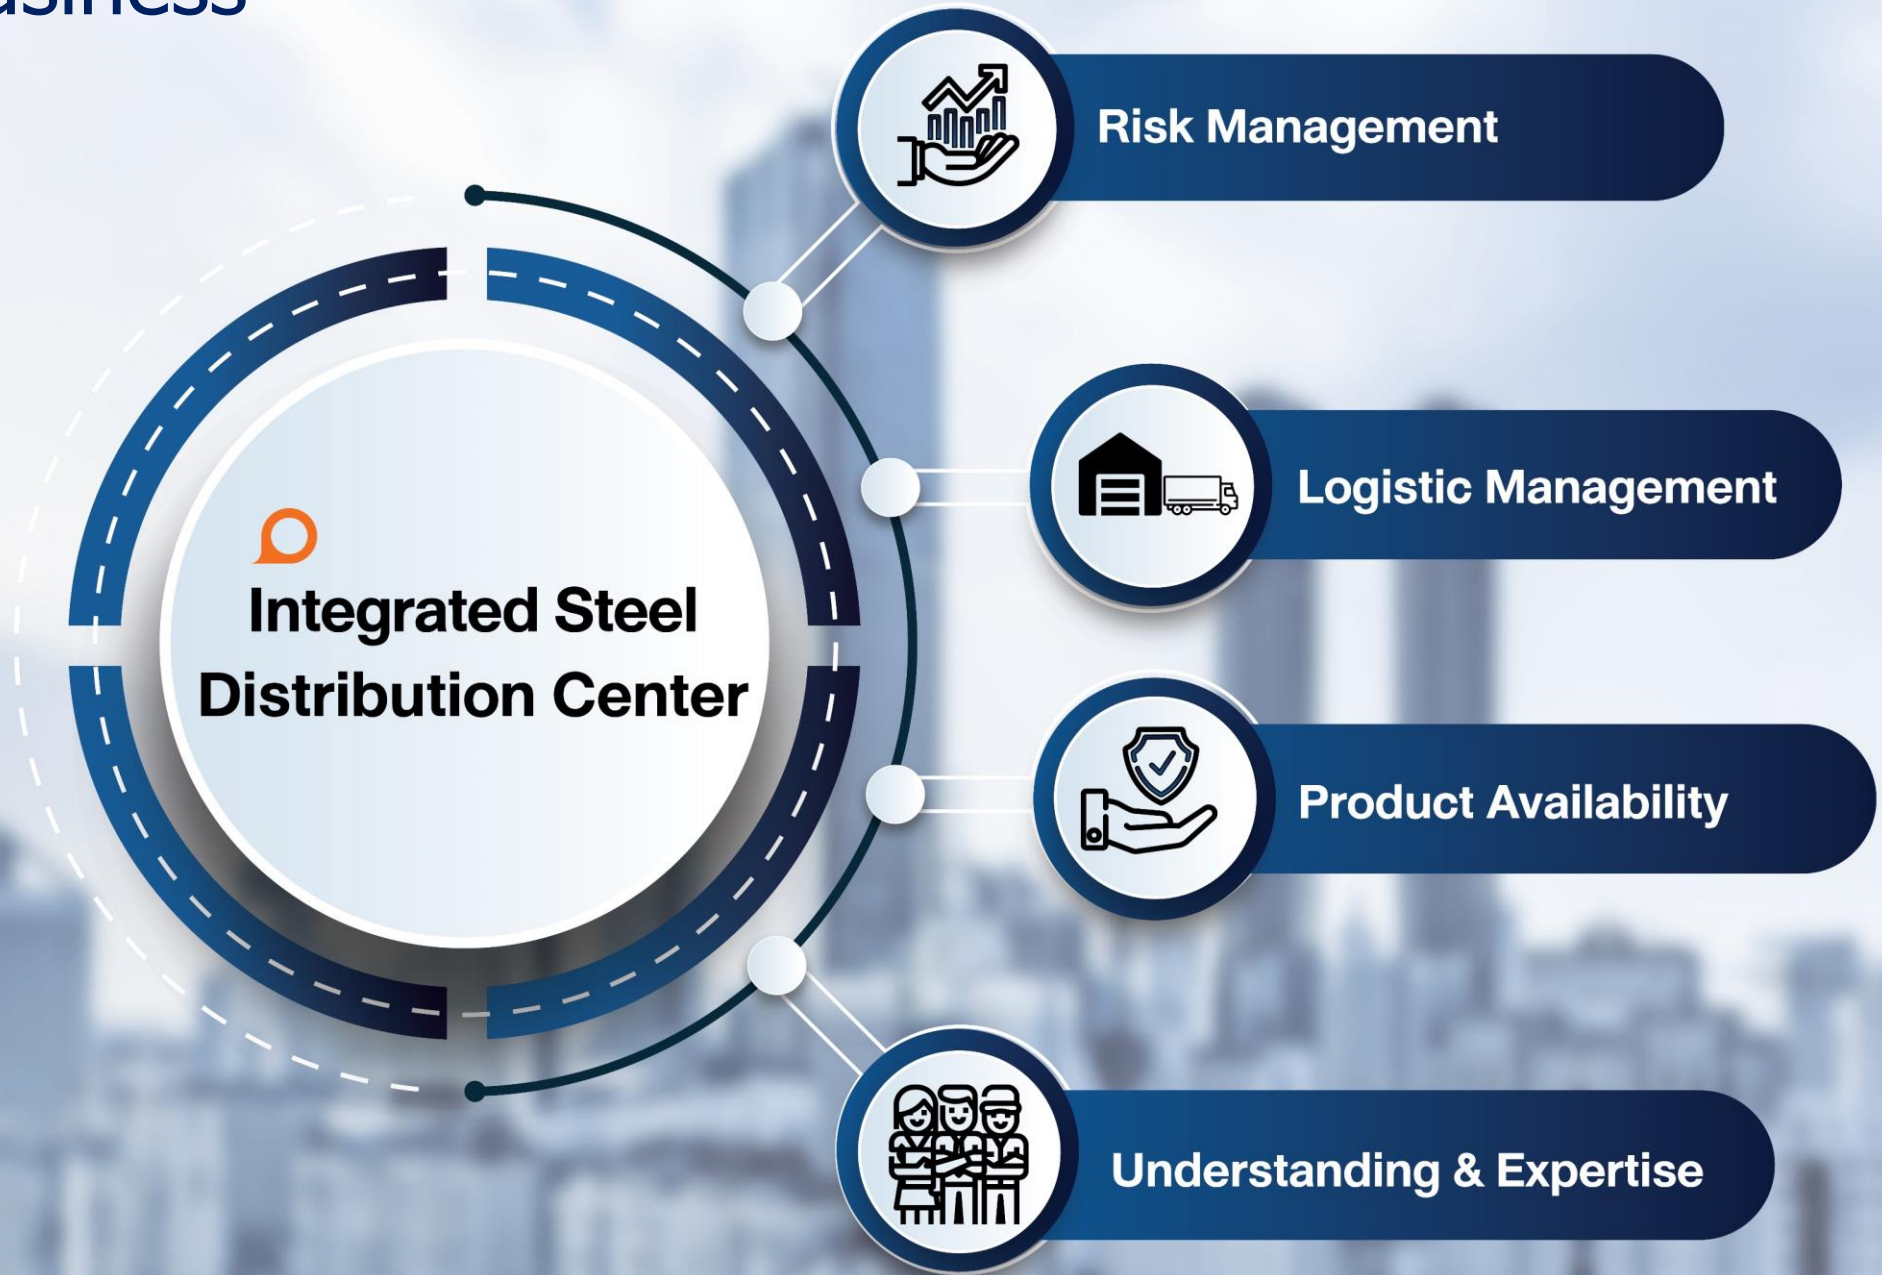 Risk Management
Logistic Management
Integrated Steel
Distribution Center
Product Availability
Understanding & Expertise